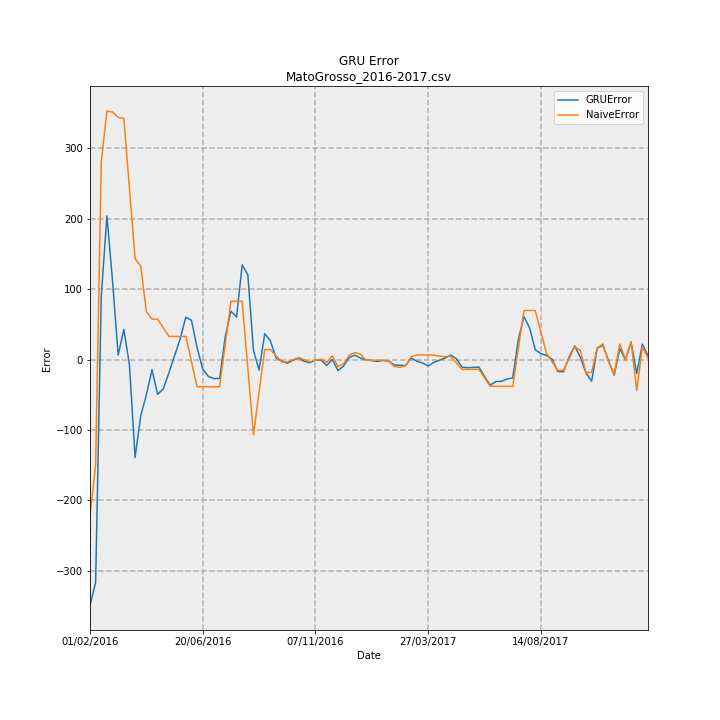 GRU Error
MatoGrosso_2016-2017.csv
GRUError
NaiveError
Error
300
200
100
0
−100
−200
−300
01/02/2016
20/06/2016
07/11/2016
27/03/2017
14/08/2017
Date